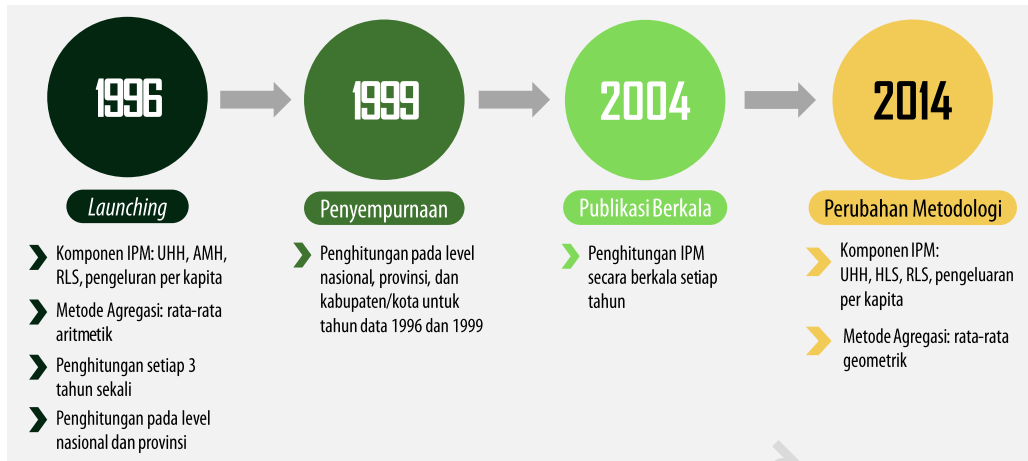 1996
Launching
Komponen IPM: UHH, AMH,
RLS, pengeluran per kapita
Metode Agregasi: rata-rata
aritmetik
Penghitungan setiap 3
tahun sekali
Penghitungan pada level
nasional dan provinsi
1999
Penyempurnaan
Penghitungan pada level
nasional, provinsi, dan
kabupaten/kota untuk
tahun data 1996 dan 1999
2004
Publikasi Berkala
Penghitungan IPM
secara berkala setiap
tahun
2014
Perubahan Metodologi
Komponen IPM:
UHH, HLS, RLS, pengeluaran
per kapita
Metode Agregasi: rata-rata
geometrik